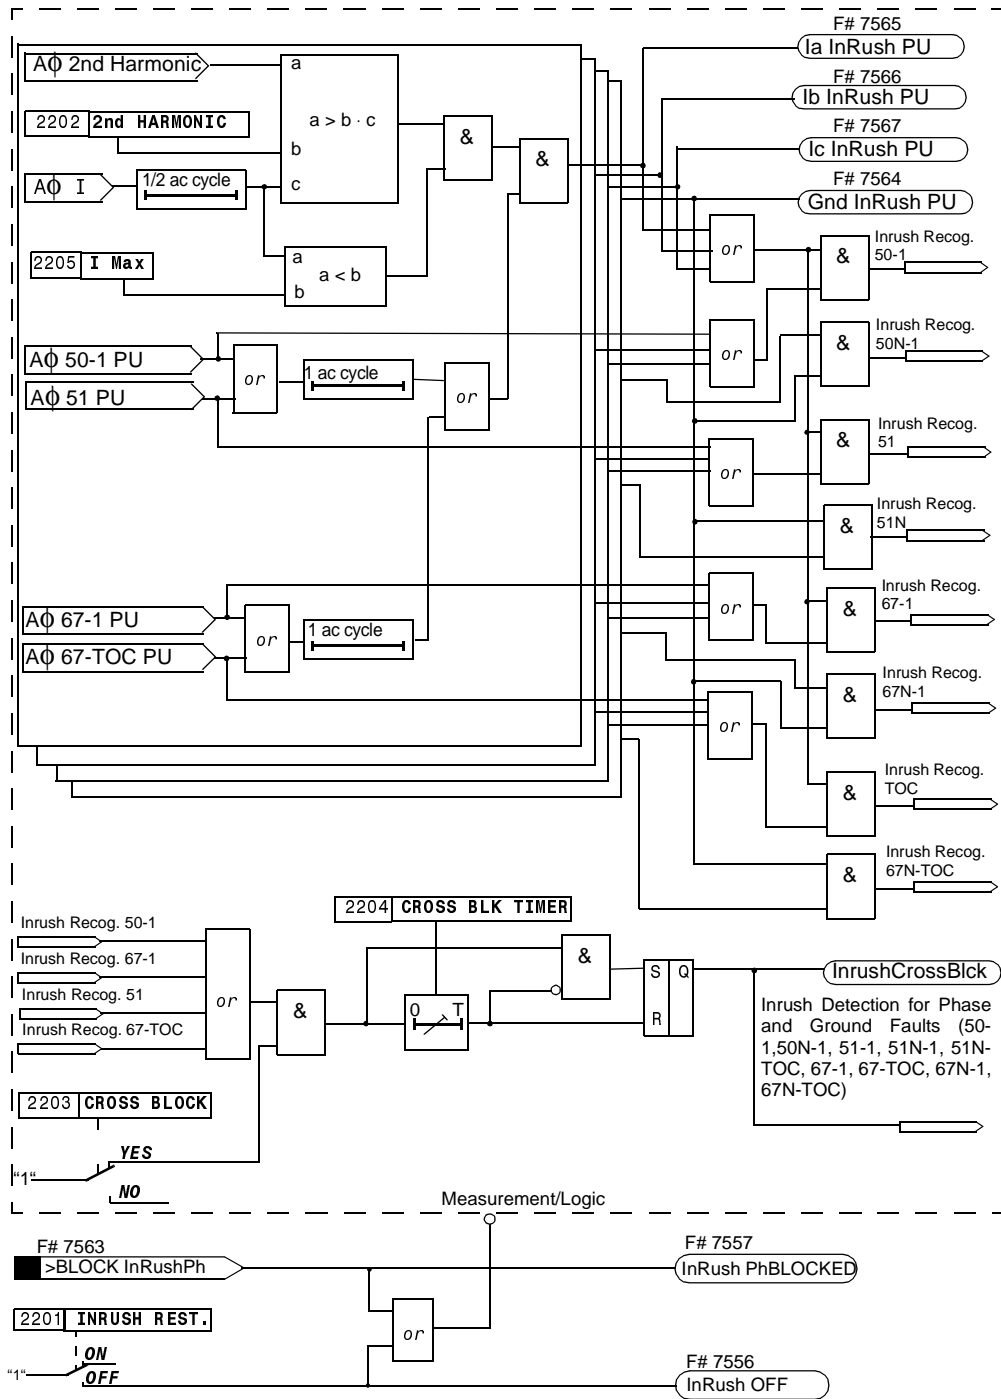 F# 7565
Ia InRush PU
F# 7566
Ib InRush PU
F# 7567
Ic InRush PU
F# 7564
Gnd InRush PU
AΦ 2nd Harmonic
2202 2nd HARMONIC
AΦ I
1/2 ac cycle
a
a > b · c
b
c
2205 I Max
a
a < b
b
&
&
AΦ 50-1 PU
AΦ 51 PU
or
1 ac cycle
or
AΦ 67-1 PU
AΦ 67-TOC PU
or
1 ac cycle
or
or
or
or
or
&
Inrush Recog.
50-1
&
Inrush Recog.
50N-1
&
Inrush Recog.
51
&
Inrush Recog.
51N
&
Inrush Recog.
67-1
&
Inrush Recog.
67N-1
&
Inrush Recog.
TOC
&
Inrush Recog.
67N-TOC
2204 CROSS BLK TIMER
Inrush Recog. 50-1
Inrush Recog. 67-1
Inrush Recog. 51
Inrush Recog. 67-TOC
or
&
0 T
&
S Q
R
InrushCrossBlck
Inrush Detection for Phase
and Ground Faults (50-
1,50N-1, 51-1, 51N-1, 51N-
TOC, 67-1, 67-TOC, 67N-1,
67N-TOC)
2203 CROSS BLOCK
YES
"1"
NO
Measurement/Logic
F# 7563
>BLOCK InRushPh
F# 7557
InRush PhBLOCKED
2201 INRUSH REST.
or
ON
"1"
OFF
F# 7556
InRush OFF